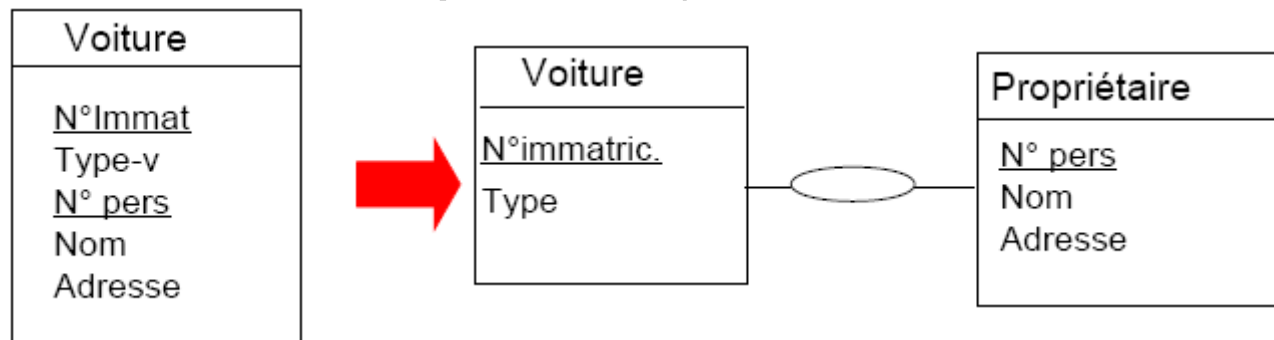 Voiture
N°Immat
Type-v
N° pers
Nom
Adresse
Voiture
N°immatric.
Type
Propriétaire
N° pers
Nom
Adresse